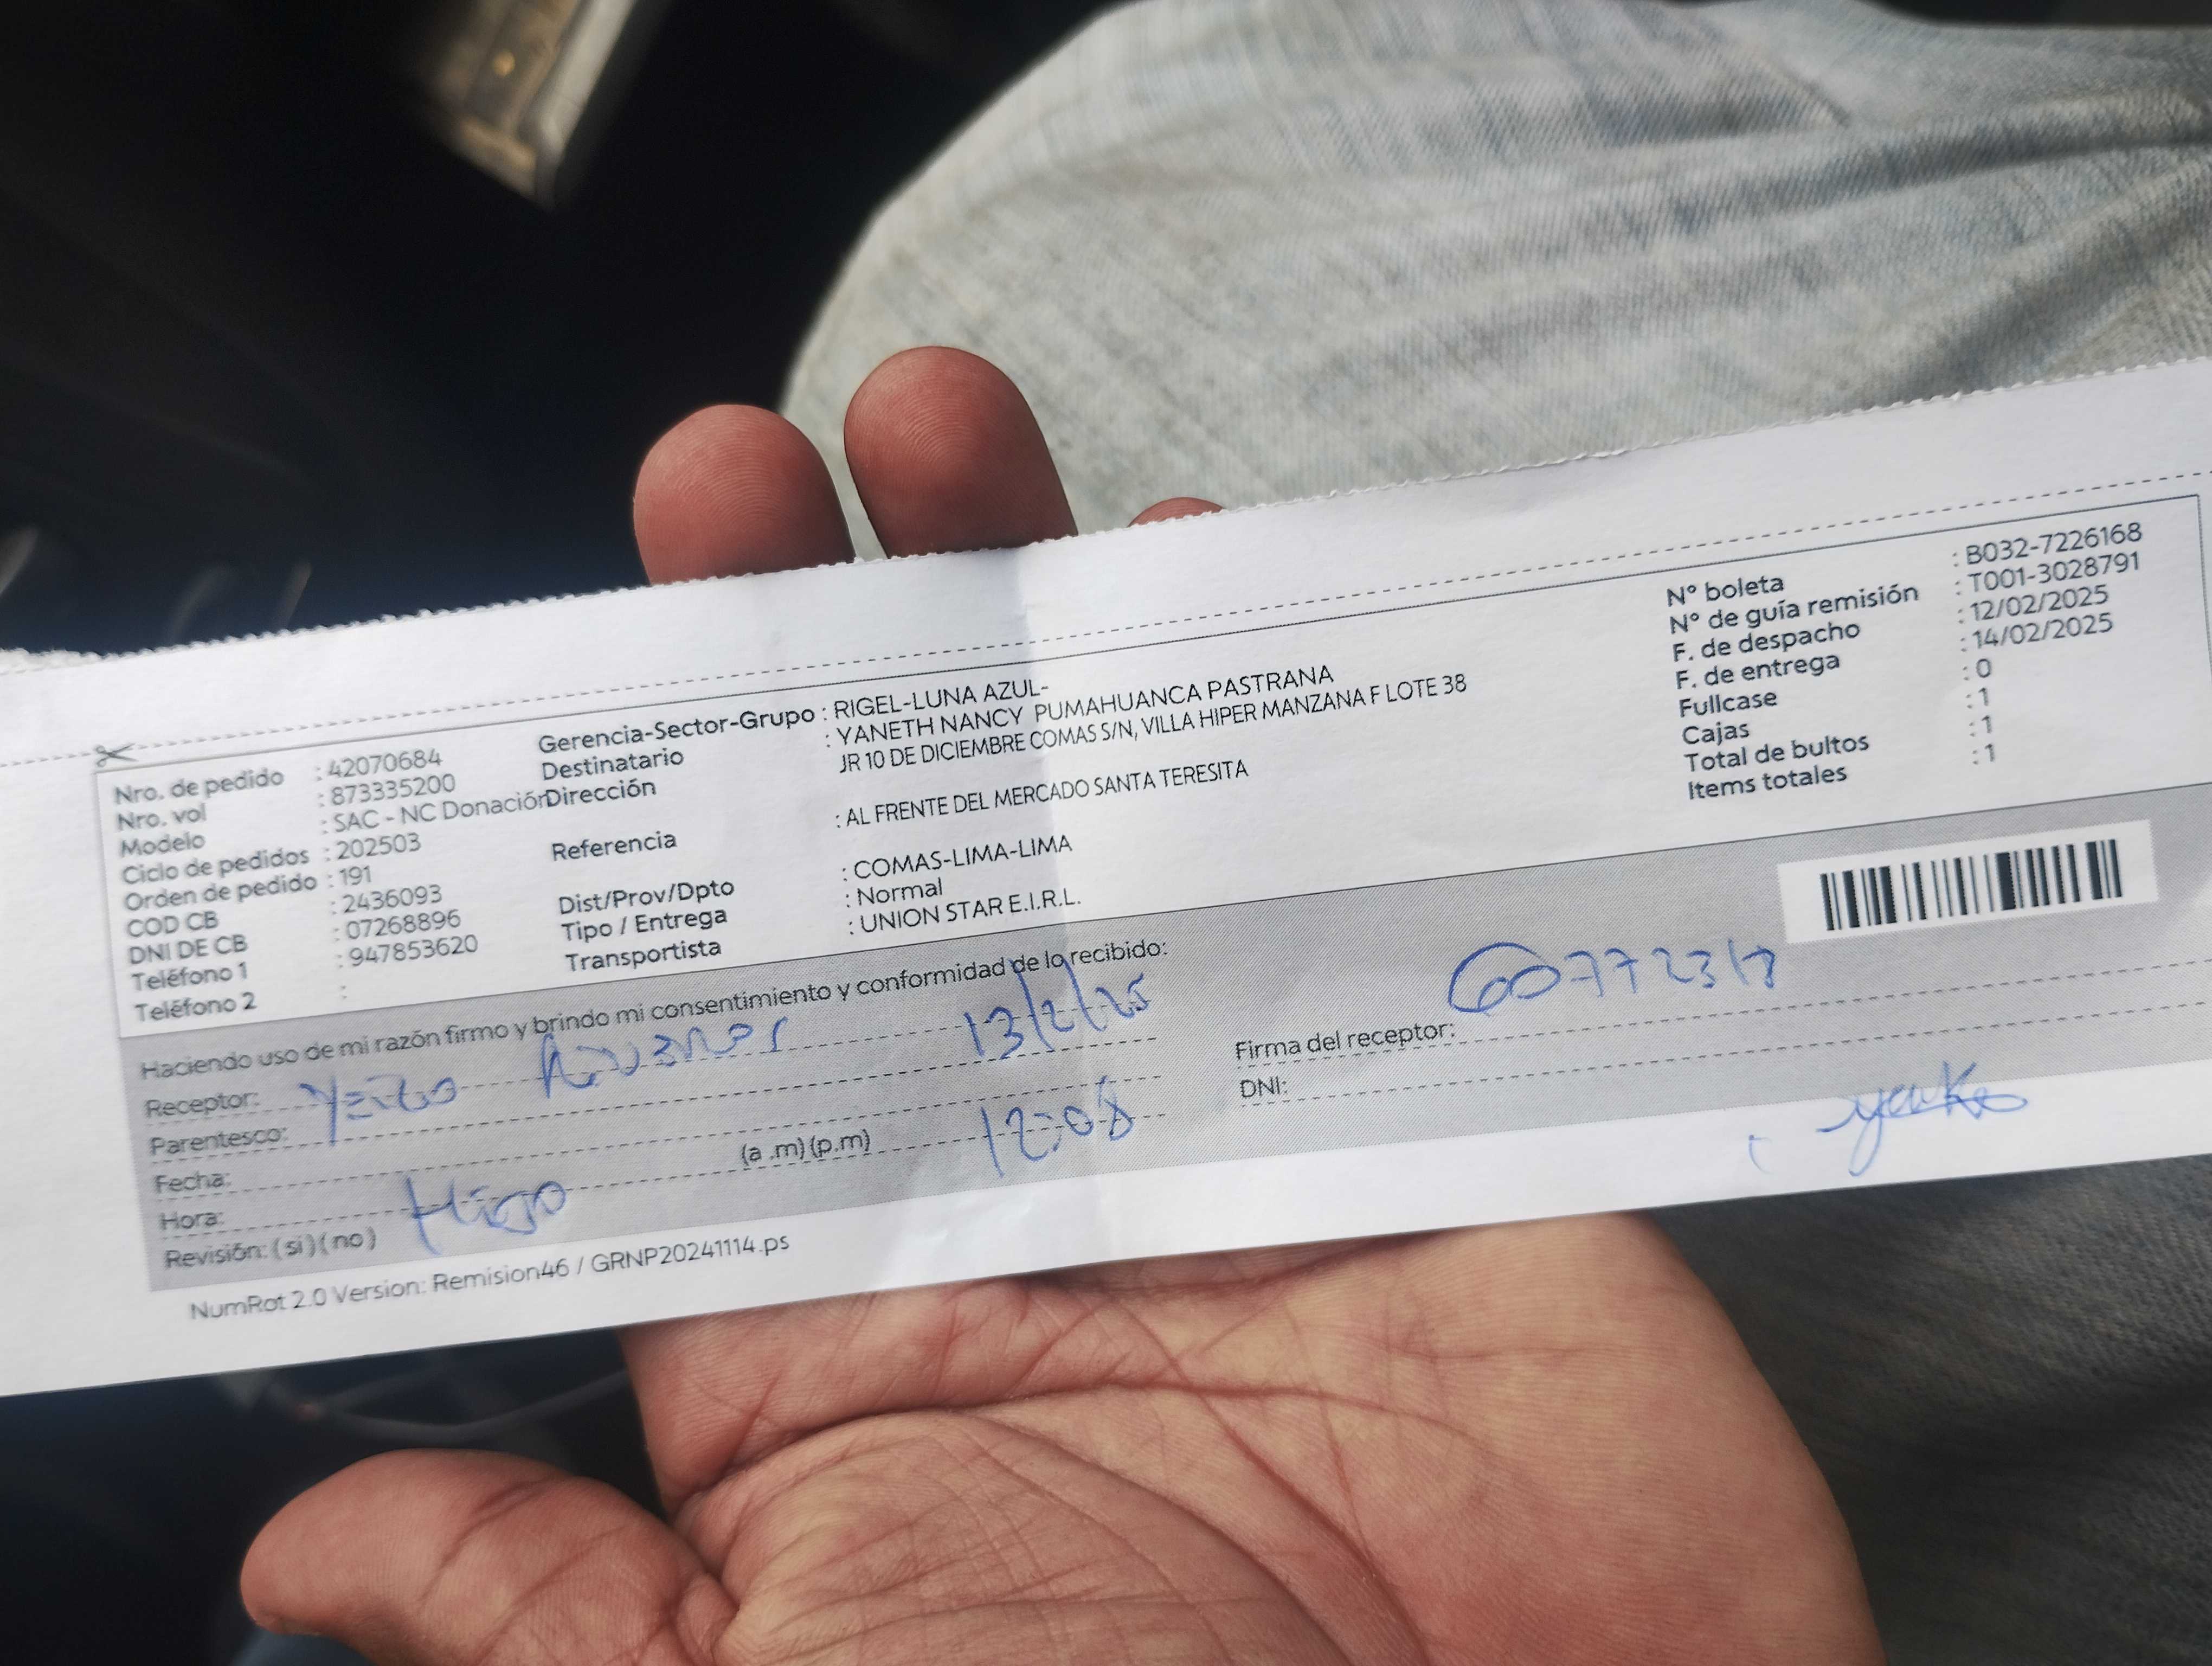 Nro. de pedido : 42070684
Nro. vol : 873335200
Modelo : SAC - NC Donación
Ciclo de pedidos : 202503
Orden de pedido : 191
COD CB : 2436093
DNI DE CB : 07268896
Teléfono 1 : 947853620
Teléfono 2 :
Gerencia-Sector-Grupo : RIGEL-LUNA AZUL-
Destinatario : YANETH NANCY PUMAHUANCA PASTRANA
Dirección JR 10 DE DICIEMBRE COMAS S/N, VILLA HIPER MANZANA F LOTE 38
Referencia : AL FRENTE DEL MERCADO SANTA TERESITA
Dist/Prov/Dpto : COMAS-LIMA-LIMA
Tipo / Entrega : Normal
Transportista : UNION STAR E.I.R.L.
N° boleta : B032-7226168
N° de guía remisión : T001-3028791
F. de despacho : 12/02/2025
F. de entrega : 14/02/2025
Fullcase : 0
Cajas : 1
Total de bultos : 1
Items totales : 1
Haciendo uso de mi razón firmo y brindo mi consentimiento y conformidad de lo recibido:
Receptor: 13/2/25
Parentesco:
Fecha:
Hora: (a .m) (p.m) 12:08
Revisión: ( si ) ( no ) Hijo
Firma del receptor:
DNI:
NumRot 2.0 Version: Remision46 / GRNP20241114.ps